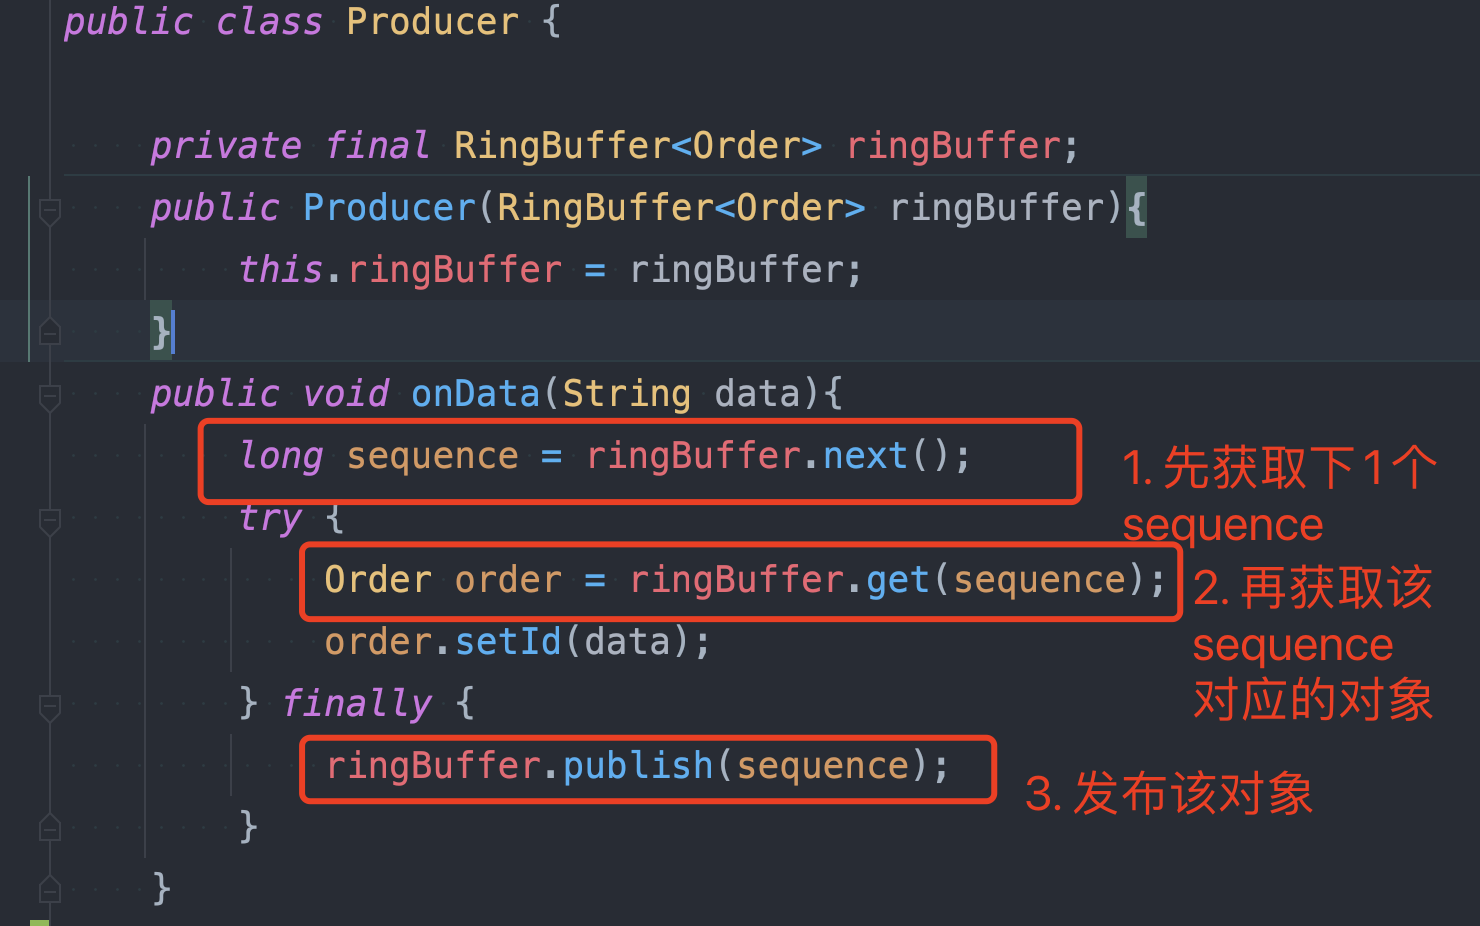 public class Producer {
private final RingBuffer<Order> ringBuffer;
public Producer(RingBuffer<Order> ringBuffer){
this.ringBuffer = ringBuffer;
}
public void onData(String data){
long sequence = ringBuffer.next();
1. 先获取下1个
sequence
try {
Order order = ringBuffer.get(sequence);
2. 再获取该
sequence
对应的对象
order.setId(data);
} finally {
ringBuffer.publish(sequence);
3. 发布该对象
}
}